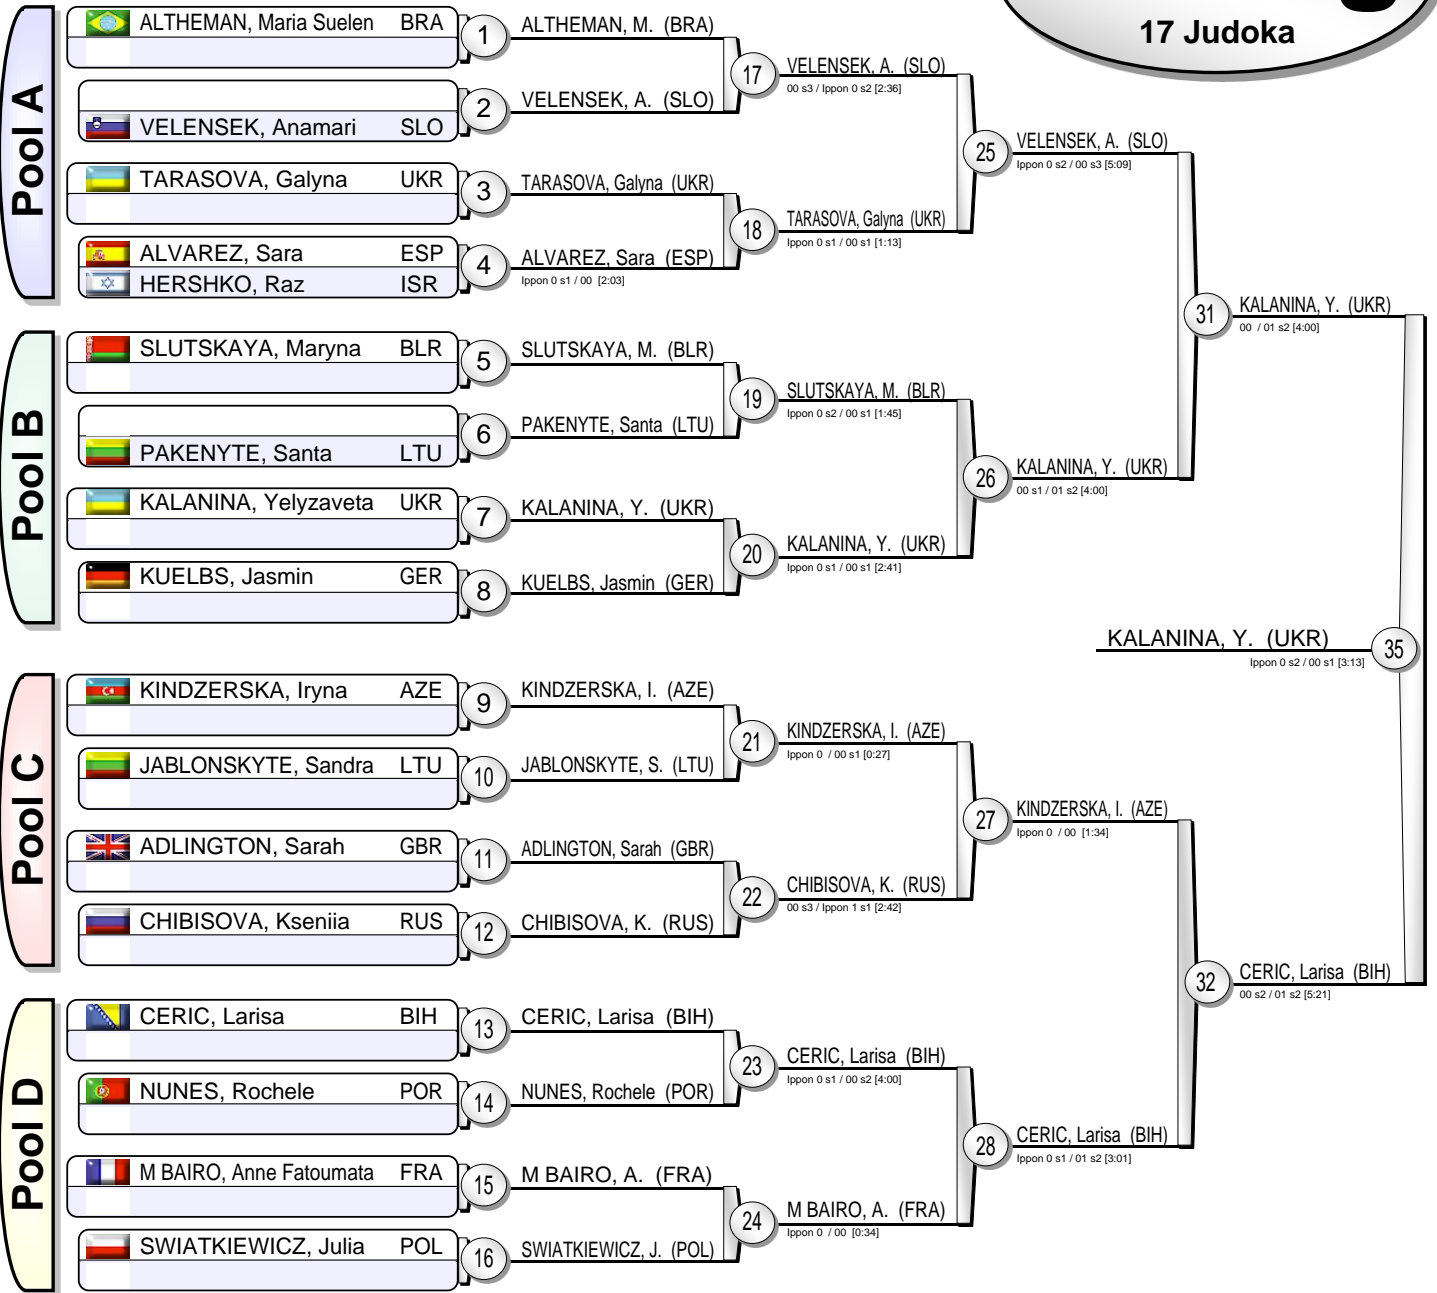 17 Judoka
Pool A
ALTHEMAN, Maria Suelen BRA
1
VELENSEK, Anamari SLO
2
TARASOVA, Galyna UKR
3
ALVAREZ, Sara ESP
HERSHKO, Raz ISR
4
ALTHEMAN, M. (BRA)
VELENSEK, A. (SLO)
TARASOVA, Galyna (UKR)
ALVAREZ, Sara (ESP)
Ippon 0 s1 / 00 [2:03]
17
VELENSEK, A. (SLO)
00 s3 / Ippon 0 s2 [2:36]
18
TARASOVA, Galyna (UKR)
Ippon 0 s1 / 00 s1 [1:13]
25
VELENSEK, A. (SLO)
Ippon 0 s2 / 00 s3 [5:09]
Pool B
SLUTSKAYA, Maryna BLR
5
PAKENYTE, Santa LTU
6
KALANINA, Yelyzaveta UKR
7
KUELBS, Jasmin GER
8
SLUTSKAYA, M. (BLR)
PAKENYTE, Santa (LTU)
KALANINA, Y. (UKR)
KUELBS, Jasmin (GER)
19
SLUTSKAYA, M. (BLR)
Ippon 0 s2 / 00 s1 [1:45]
20
KALANINA, Y. (UKR)
Ippon 0 s1 / 00 s1 [2:41]
26
KALANINA, Y. (UKR)
00 s1 / 01 s2 [4:00]
31
KALANINA, Y. (UKR)
00 / 01 s2 [4:00]
KALANINA, Y. (UKR)
35
Ippon 0 s2 / 00 s1 [3:13]
Pool C
KINDZERSKA, Iryna AZE
9
JABLONSKYTE, Sandra LTU
10
ADLINGTON, Sarah GBR
11
CHIBISOVA, Kseniia RUS
12
KINDZERSKA, I. (AZE)
JABLONSKYTE, S. (LTU)
ADLINGTON, Sarah (GBR)
CHIBISOVA, K. (RUS)
21
KINDZERSKA, I. (AZE)
Ippon 0 / 00 s1 [0:27]
22
CHIBISOVA, K. (RUS)
00 s3 / Ippon 1 s1 [2:42]
27
KINDZERSKA, I. (AZE)
Ippon 0 / 00 [1:34]
Pool D
CERIC, Larisa BIH
13
NUNES, Rochele POR
14
M BAIRO, Anne Fatoumata FRA
15
SWIATKIEWICZ, Julia POL
16
CERIC, Larisa (BIH)
NUNES, Rochele (POR)
M BAIRO, A. (FRA)
SWIATKIEWICZ, J. (POL)
23
CERIC, Larisa (BIH)
Ippon 0 s1 / 00 s2 [4:00]
24
M BAIRO, A. (FRA)
Ippon 0 / 00 [0:34]
28
CERIC, Larisa (BIH)
Ippon 0 s1 / 01 s2 [3:01]
32
CERIC, Larisa (BIH)
00 s2 / 01 s2 [5:21]